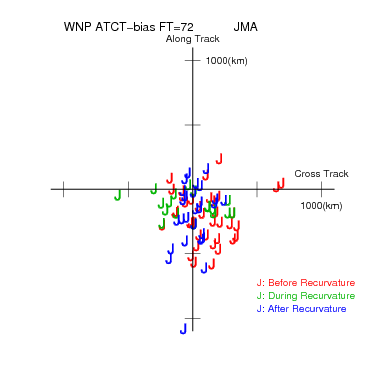 WNP ATCT-bias FT=72 JMA
Along Track
1000(km)
Cross Track
1000(km)
J: Before Recurvature
J: During Recurvature
J: After Recurvature